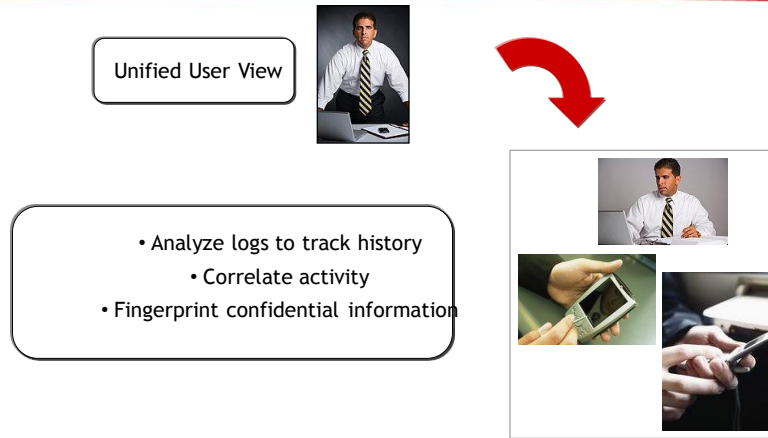 Unified User View
• Analyze logs to track history
• Correlate activity
• Fingerprint confidential information